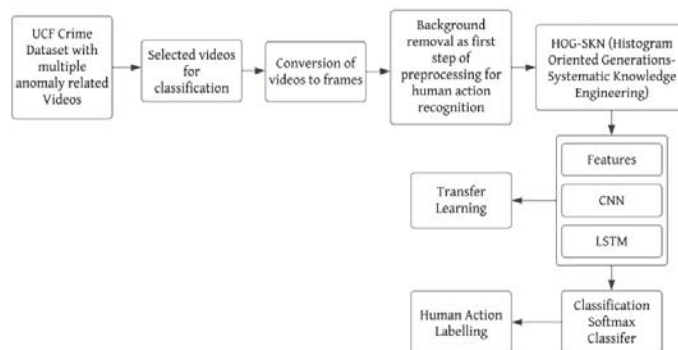 UCF Crime
Dataset with
multiple
anomaly related
Videos
Selected videos
for
classification
Conversion of
videos to frames
Background
removal as first
step of
preprocessing for
human action
recognition
HOG-SKN (Histogram
Oriented Generations-
Systematic Knowledge
Engineering)
Features
CNN
LSTM
Transfer
Learning
Classification
Softmax
Classifer
Human Action
Labelling